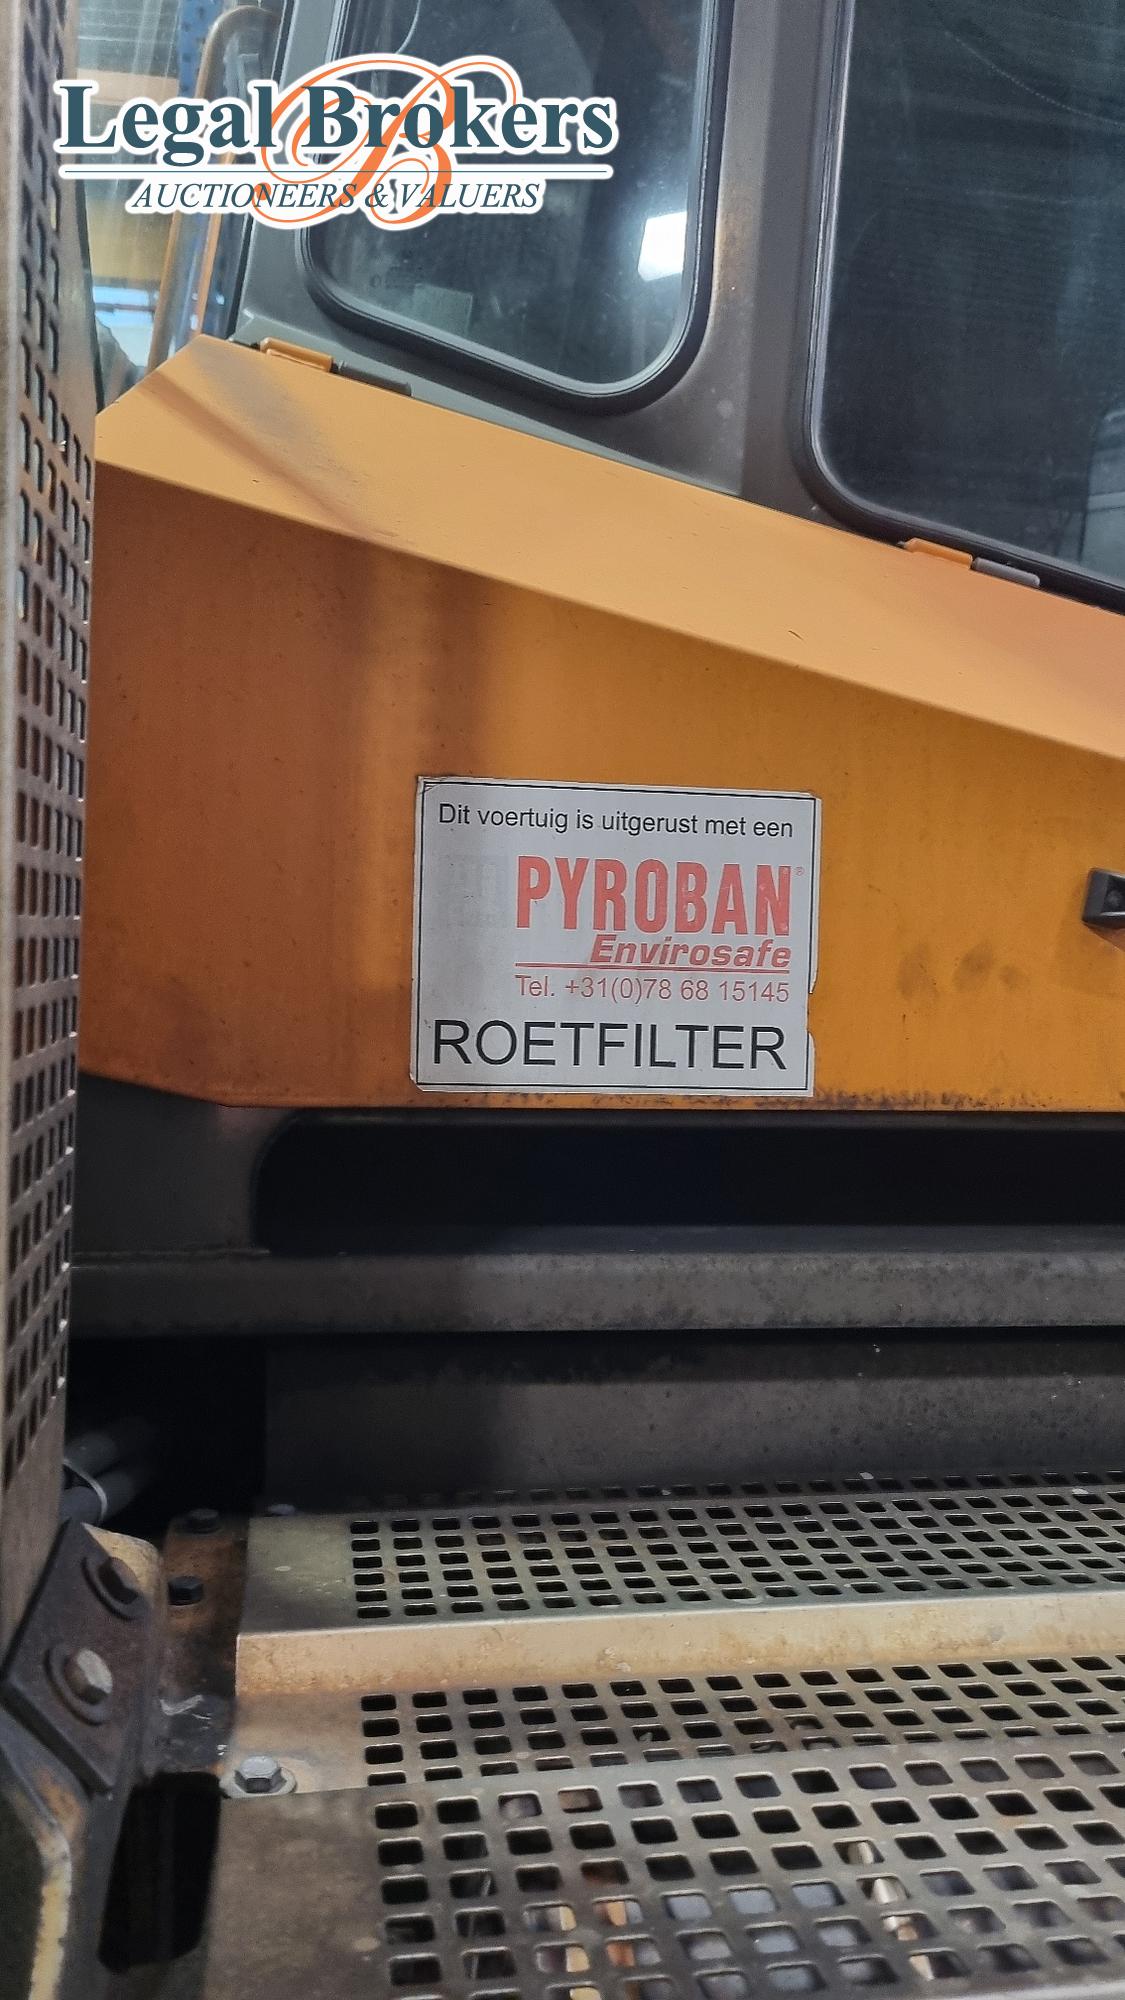 Legal Brokers
AUCTIONEERS & VALUERS
Dit voertuig is uitgerust met een
PYROBAN®
Envirosafe
Tel. +31(0)78 68 15145
ROETFILTER